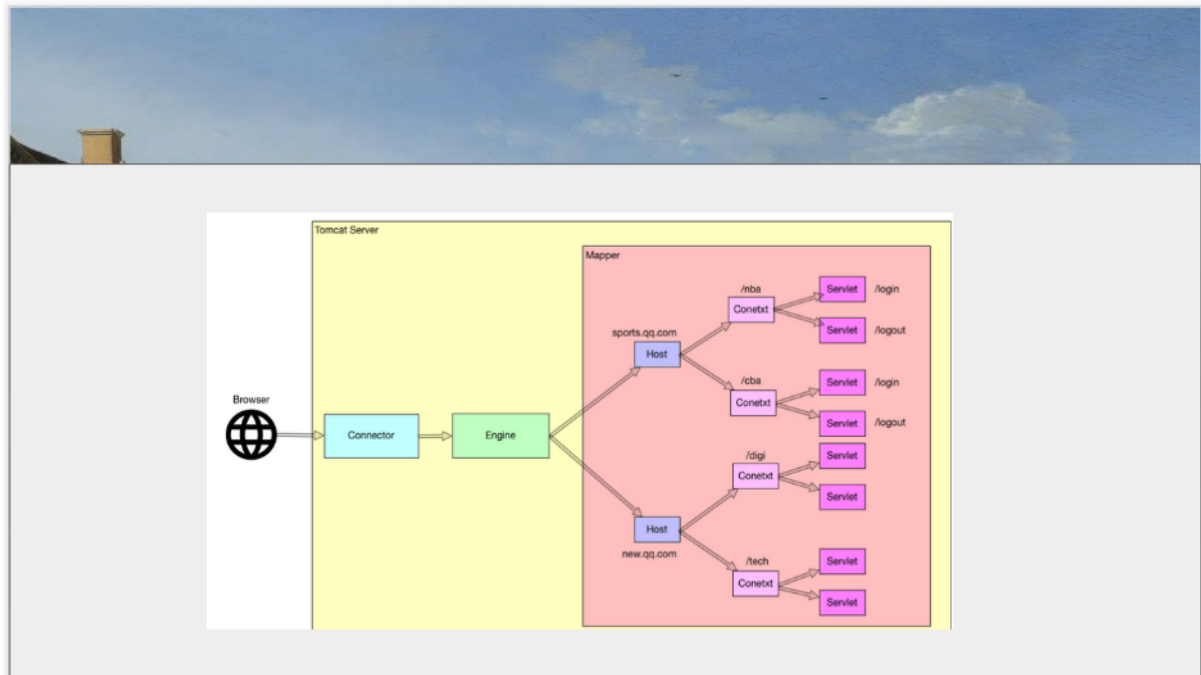 Tomcat Server
Mapper
/nba
Servlet /login
Conetxt
sports.qq.com
Servlet /logout
Host
/cba
Servlet /login
Browser
Conetxt
Servlet /logout
Connector
Engine
/digi
Servlet
Conetxt
Servlet
Host
new.qq.com
/tech
Servlet
Conetxt
Servlet